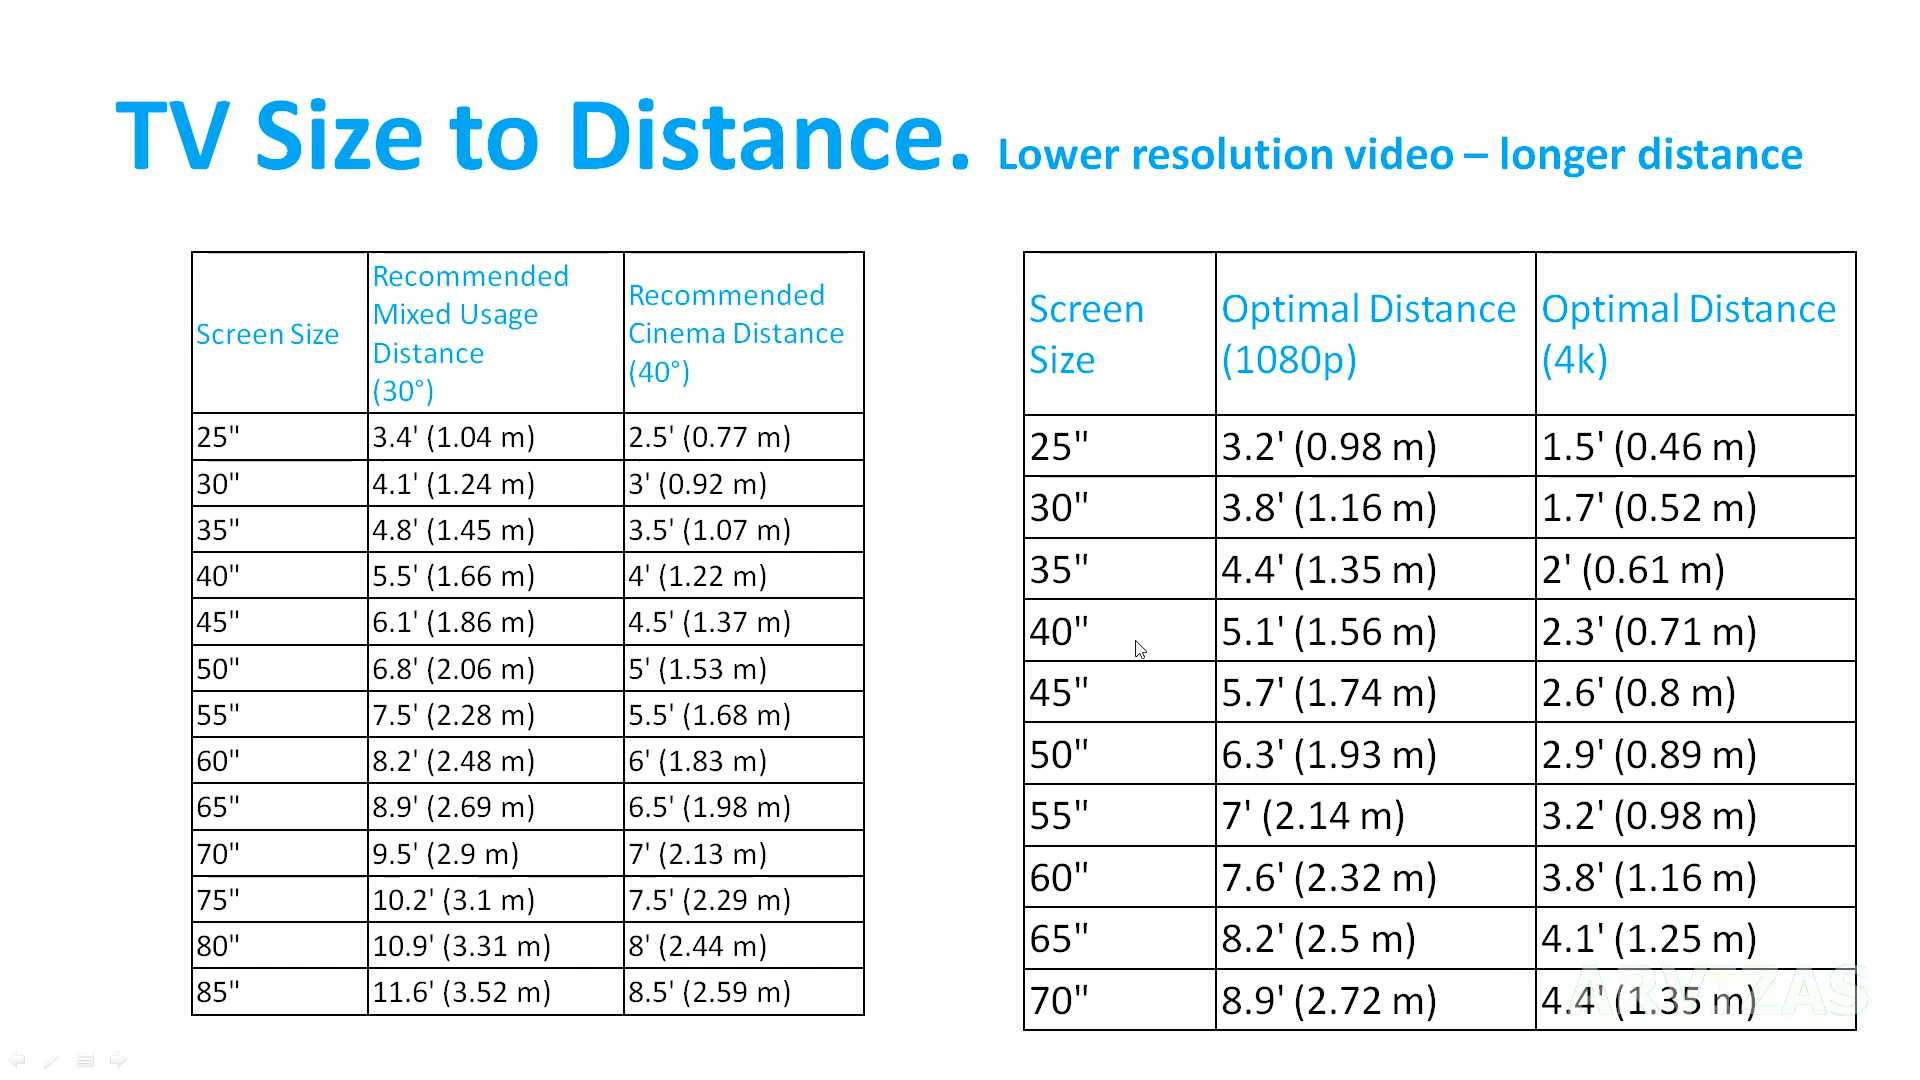 TV Size to Distance. Lower resolution video – longer distance
Screen Size
Recommended
Mixed Usage
Distance
(30°)
Recommended
Cinema Distance
(40°)
25" 3.4' (1.04 m) 2.5' (0.77 m)
30" 4.1' (1.24 m) 3' (0.92 m)
35" 4.8' (1.45 m) 3.5' (1.07 m)
40" 5.5' (1.66 m) 4' (1.22 m)
45" 6.1' (1.86 m) 4.5' (1.37 m)
50" 6.8' (2.06 m) 5' (1.53 m)
55" 7.5' (2.28 m) 5.5' (1.68 m)
60" 8.2' (2.48 m) 6' (1.83 m)
65" 8.9' (2.69 m) 6.5' (1.98 m)
70" 9.5' (2.9 m) 7' (2.13 m)
75" 10.2' (3.1 m) 7.5' (2.29 m)
80" 10.9' (3.31 m) 8' (2.44 m)
85" 11.6' (3.52 m) 8.5' (2.59 m)
Screen
Size
Optimal Distance
(1080p)
Optimal Distance
(4k)
25" 3.2' (0.98 m) 1.5' (0.46 m)
30" 3.8' (1.16 m) 1.7' (0.52 m)
35" 4.4' (1.35 m) 2' (0.61 m)
40" 5.1' (1.56 m) 2.3' (0.71 m)
45" 5.7' (1.74 m) 2.6' (0.8 m)
50" 6.3' (1.93 m) 2.9' (0.89 m)
55" 7' (2.14 m) 3.2' (0.98 m)
60" 7.6' (2.32 m) 3.8' (1.16 m)
65" 8.2' (2.5 m) 4.1' (1.25 m)
70" 8.9' (2.72 m) 4.4' (1.35 m)
ARVIZAS